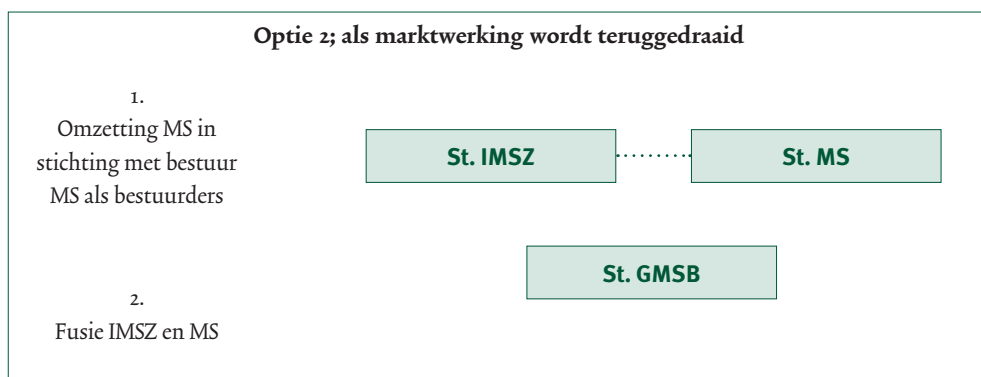 Optie 2; als marktwerking wordt teruggedraaid
1.
Omzetting MS in
stichting met bestuur
MS als bestuurders
St. IMSZ
St. MS
St. GMSB
2.
Fusie IMSZ en MS